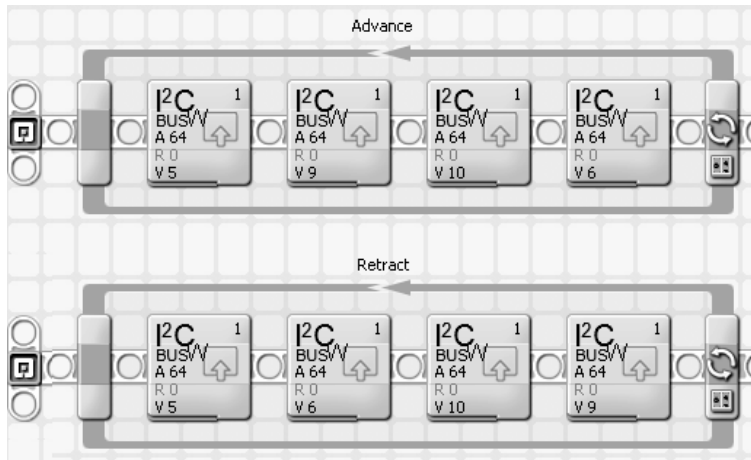 Advance
I²C 1
BUS W
A 64
R 0
V 5
I²C 1
BUS W
A 64
R 0
V 9
I²C 1
BUS W
A 64
R 0
V 10
I²C 1
BUS W
A 64
R 0
V 6
Retract
I²C 1
BUS W
A 64
R 0
V 5
I²C 1
BUS W
A 64
R 0
V 6
I²C 1
BUS W
A 64
R 0
V 10
I²C 1
BUS W
A 64
R 0
V 9